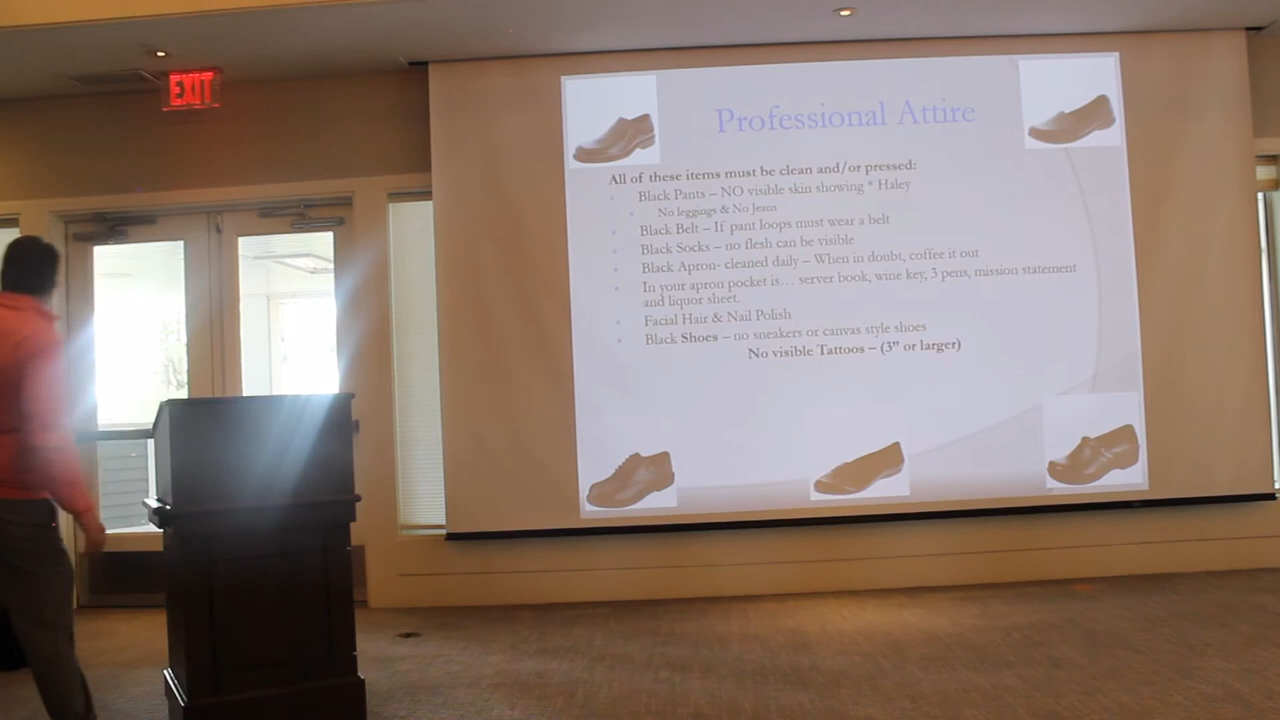 EXIT
Professional Attire
All of these items must be clean and/or pressed:
Black Pants – NO visible skin showing * Haley
No leggings & No Jeans
Black Belt – If pant loops must wear a belt
Black Socks – no flesh can be visible
Black Apron- cleaned daily – When in doubt, coffee it out
In your apron pocket is… server book, wine key, 3 pens, mission statement
and liquor sheet.
Facial Hair & Nail Polish
Black Shoes – no sneakers or canvas style shoes
No visible Tattoos – (3” or larger)